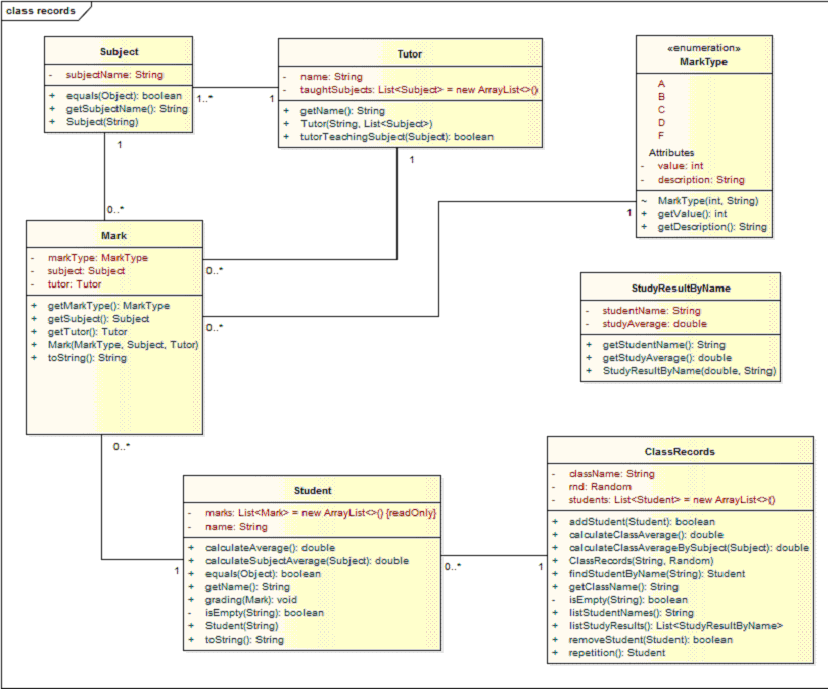 class records
Subject
- subjectName: String
+ equals(Object): boolean
+ getSubjectName(): String
+ Subject(String)
1..*
1
Tutor
- name: String
- taughtSubjects: List<Subject> = new ArrayList<>()
+ getName(): String
+ Tutor(String, List<Subject>)
+ tutorTeachingSubject(Subject): boolean
«enumeration»
MarkType
A
B
C
D
F
Attributes
- value: int
- description: String
~ MarkType(int, String)
+ getValue(): int
+ getDescription(): String
1
1
1
0..*
Mark
- markType: MarkType
- subject: Subject
- tutor: Tutor
+ getMarkType(): MarkType
+ getSubject(): Subject
+ getTutor(): Tutor
+ Mark(MarkType, Subject, Tutor)
+ toString(): String
0..*
0..*
0..*
StudyResultByName
- studentName: String
- studyAverage: double
+ getStudentName(): String
+ getStudyAverage(): double
+ StudyResultByName(double, String)
Student
- marks: List<Mark> = new ArrayList<>() {readOnly}
- name: String
+ calculateAverage(): double
+ calculateSubjectAverage(Subject): double
+ equals(Object): boolean
+ getName(): String
+ grading(Mark): void
- isEmpty(String): boolean
+ Student(String)
+ toString(): String
1
0..*
1
ClassRecords
- className: String
- rnd: Random
- students: List<Student> = new ArrayList<>()
+ addStudent(Student): boolean
+ calculateClassAverage(): double
+ calculateClassAverageBySubject(Subject): double
+ ClassRecords(String, Random)
+ findStudentByName(String): Student
+ getClassName(): String
- isEmpty(String): boolean
+ listStudentNames(): String
+ listStudyResults(): List<StudyResultByName>
+ removeStudent(Student): boolean
+ repetition(): Student